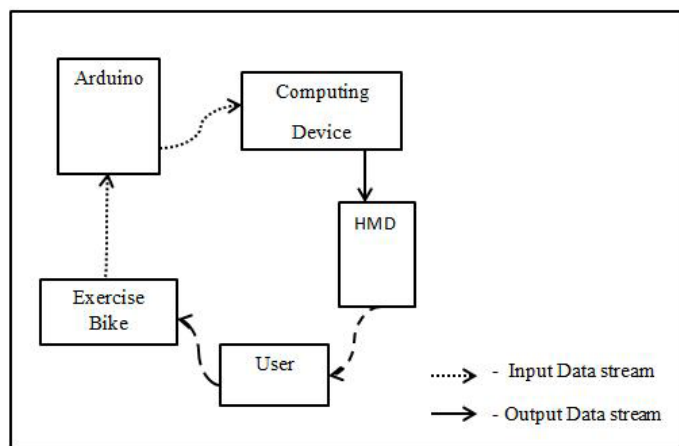 Arduino
Computing
Device
HMD
Exercise
Bike
User
- Input Data stream
- Output Data stream